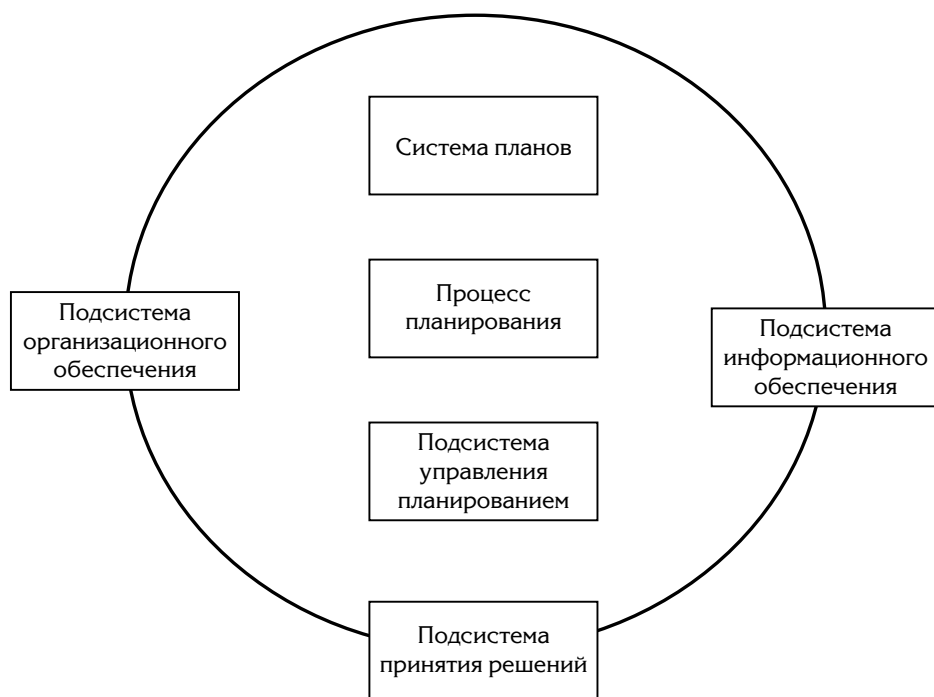 Система планов
Процесс
планирования
Подсистема
организационного
обеспечения
Подсистема
информационного
обеспечения
Подсистема
управления
планированием
Подсистема
принятия решений